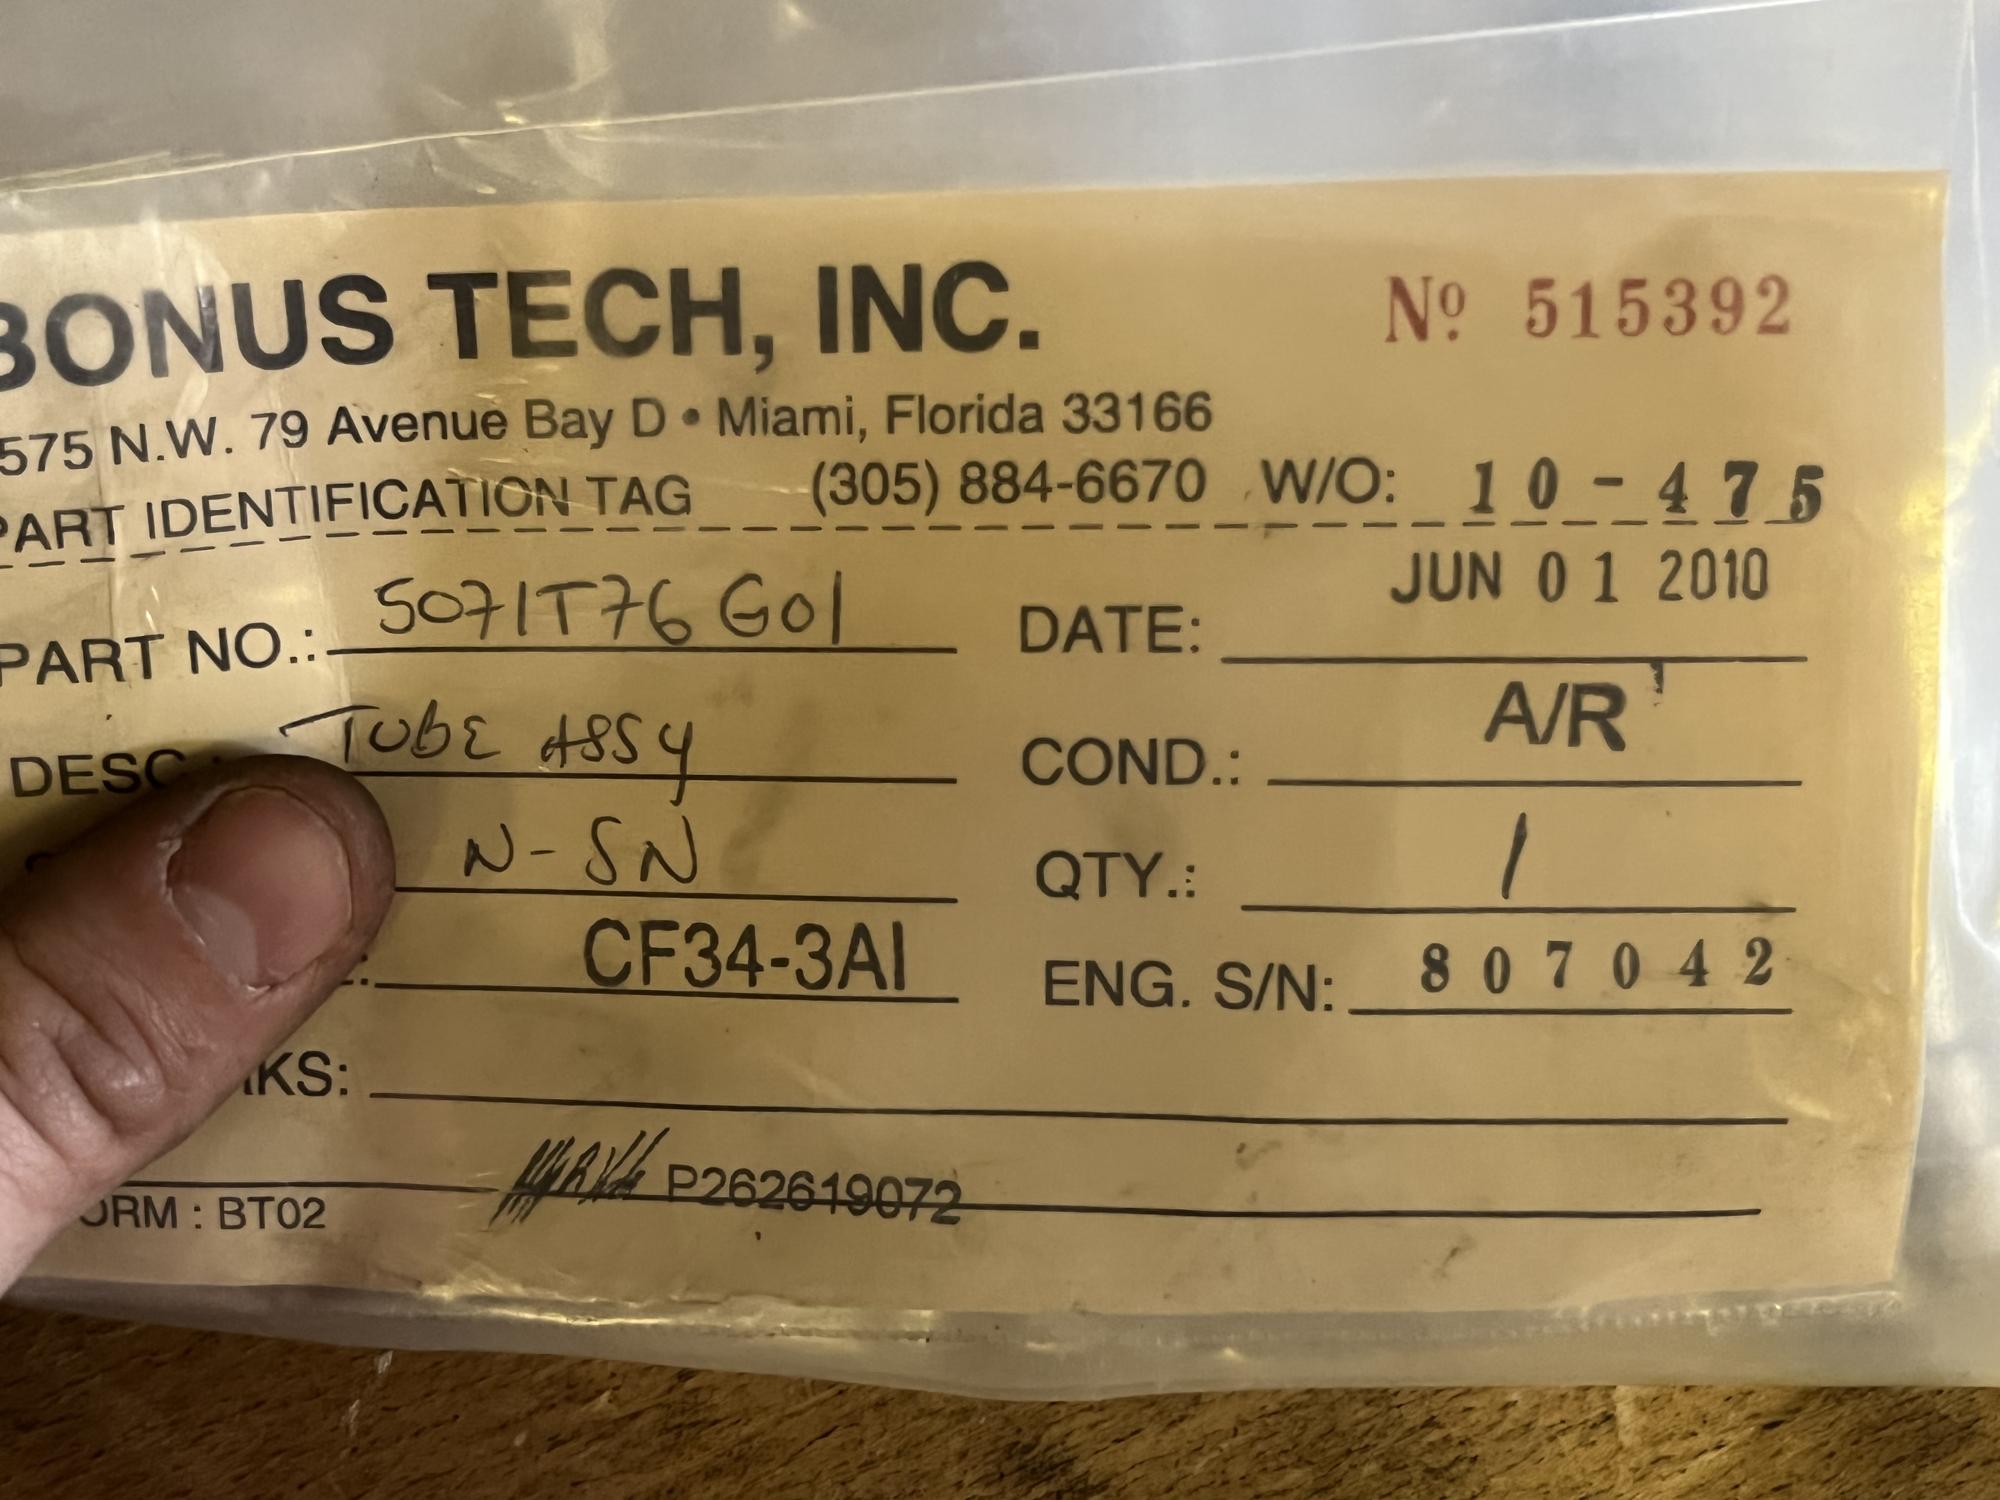 BONUS TECH, INC. Nº 515392
575 N.W. 79 Avenue Bay D • Miami, Florida 33166
PART IDENTIFICATION TAG (305) 884-6670 W/O: 10-475
PART NO.: 5071T76G01 DATE: JUN 01 2010
DESC.: TUBE ASSY COND.: A/R
N-SN QTY.: 1
CF34-3A1 ENG. S/N: 807042
KS:
P262619072
ORM : BT02